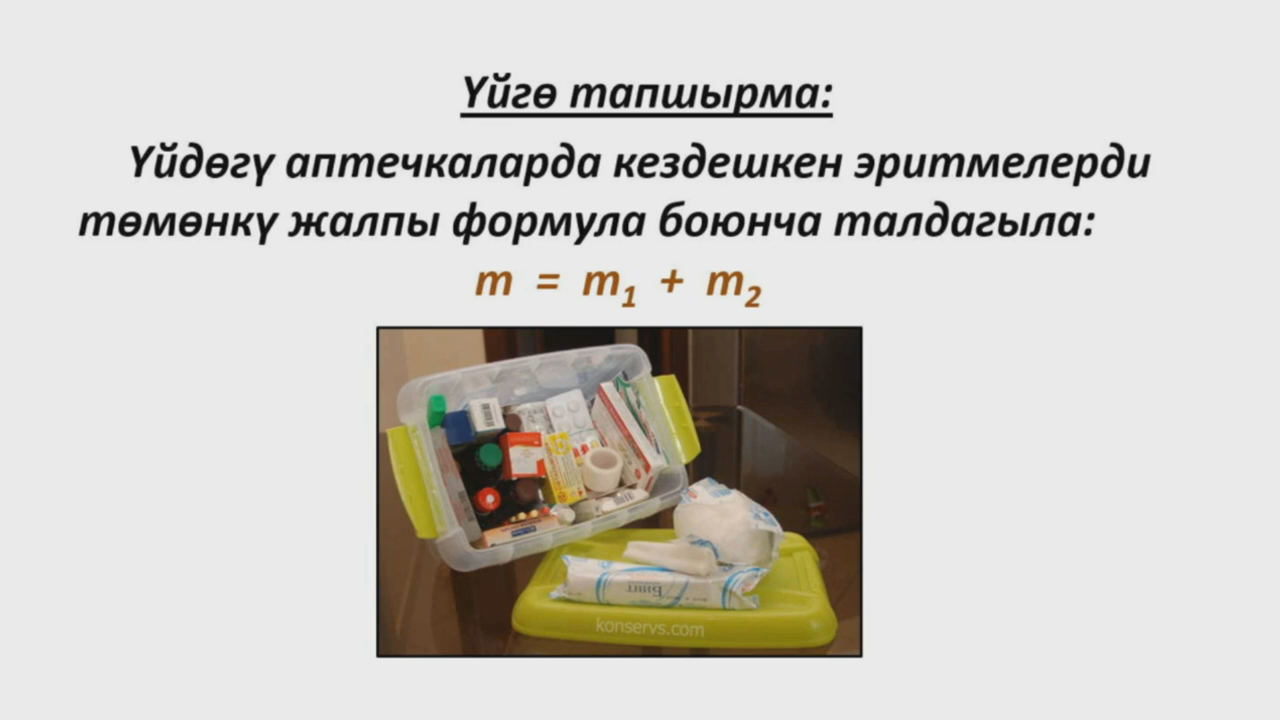 Үйгө тапшырма:
Үйдөгү аптечкаларда кездешкен эритмелерди
төмөнкү жалпы формула боюнча талдагыла:
m = m₁ + m₂
Бинт
konservs.com